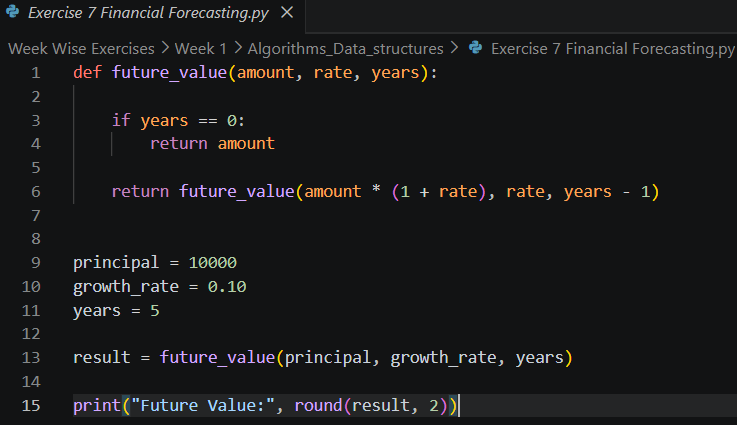 Exercise 7 Financial Forecasting.py ×
Week Wise Exercises > Week 1 > Algorithms_Data_structures > Exercise 7 Financial Forecasting.py
1 def future_value(amount, rate, years):
2
3     if years == 0:
4         return amount
5
6     return future_value(amount * (1 + rate), rate, years - 1)
7
8
9 principal = 10000
10 growth_rate = 0.10
11 years = 5
12
13 result = future_value(principal, growth_rate, years)
14
15 print("Future Value:", round(result, 2))